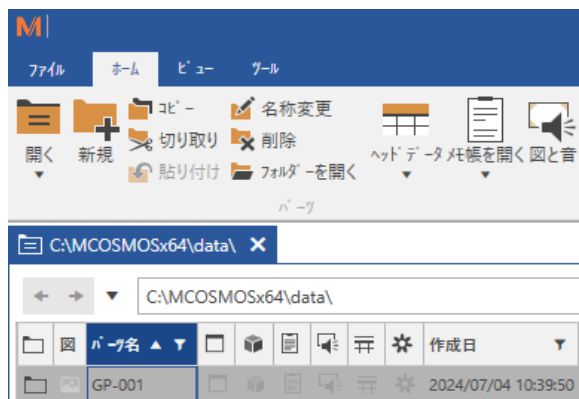 M
ファイル ホーム ビュー ツール
コピー 名称変更
切り取り 削除
開く 新規 貼り付け フォルダーを開く ヘッドデータ メモ帳を開く 図と音
パーツ
C:\MCOSMOSx64\data\
C:\MCOSMOSx64\data\
図 パーツ名 作成日
GP-001 2024/07/04 10:39:50